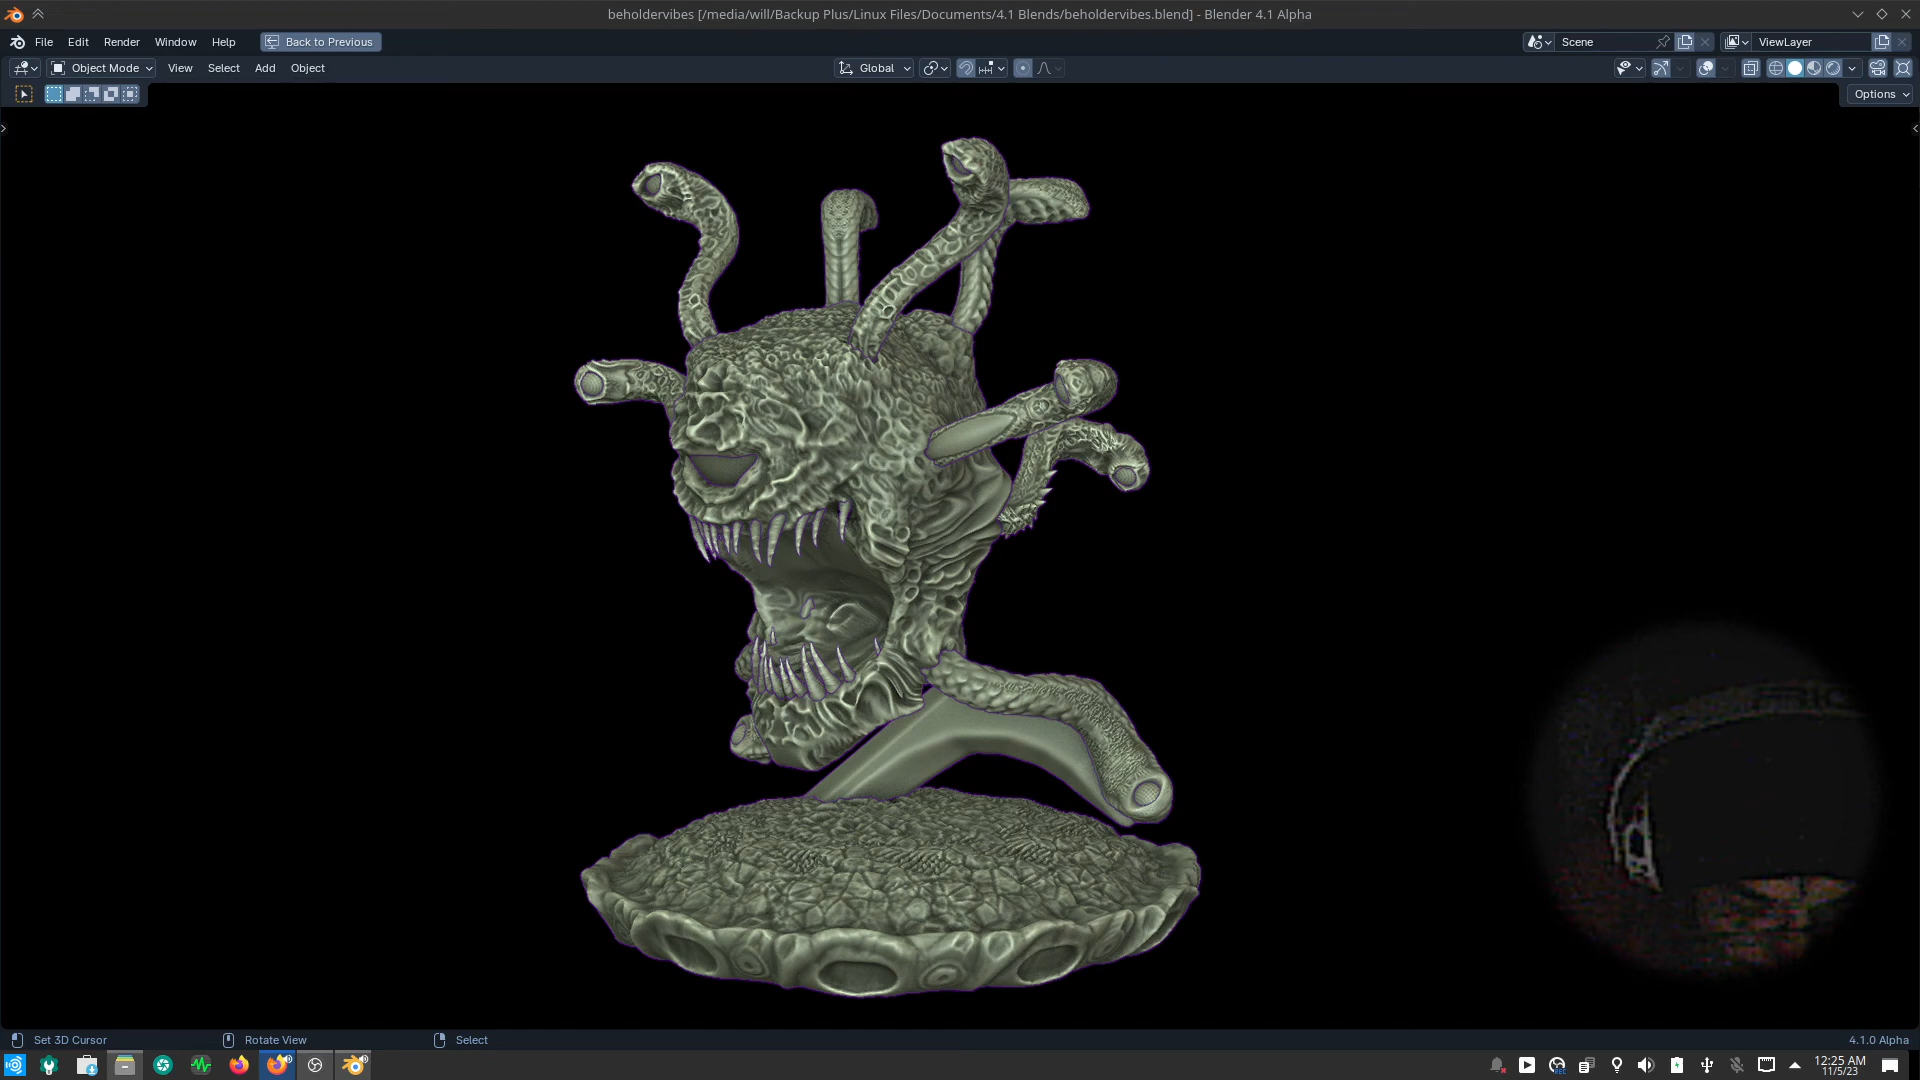 beholdervibes [/media/will/Backup Plus/Linux Files/Documents/4.1 Blends/beholdervibes.blend] - Blender 4.1 Alpha
File Edit Render Window Help Back to Previous Scene ViewLayer
Object Mode View Select Add Object Global
Options
Set 3D Cursor Rotate View Select 4.1.0 Alpha
12:25 AM
11/5/23